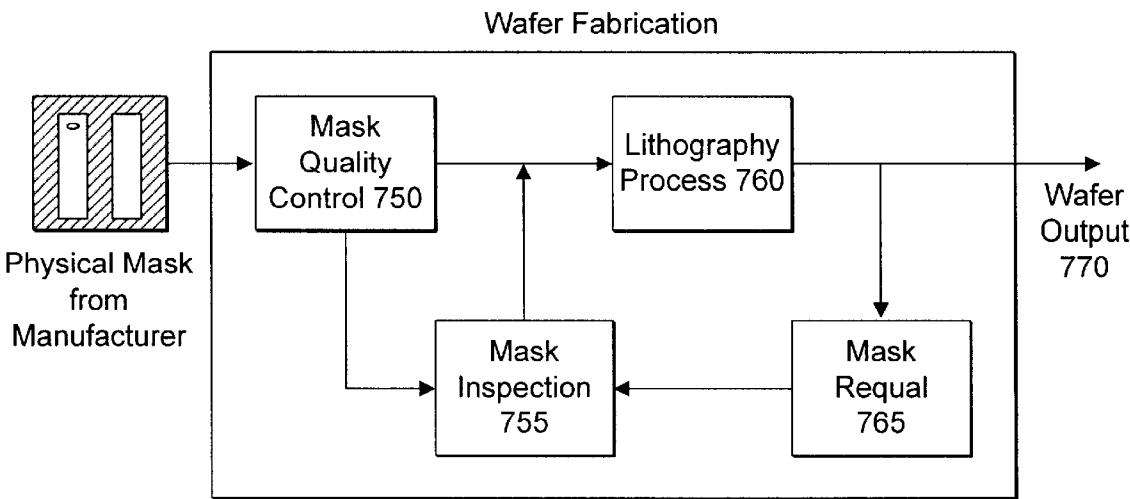 Wafer Fabrication
Mask
Quality
Control 750
Lithography
Process 760
Physical Mask
from
Manufacturer
Wafer
Output
770
Mask
Inspection
755
Mask
Requal
765